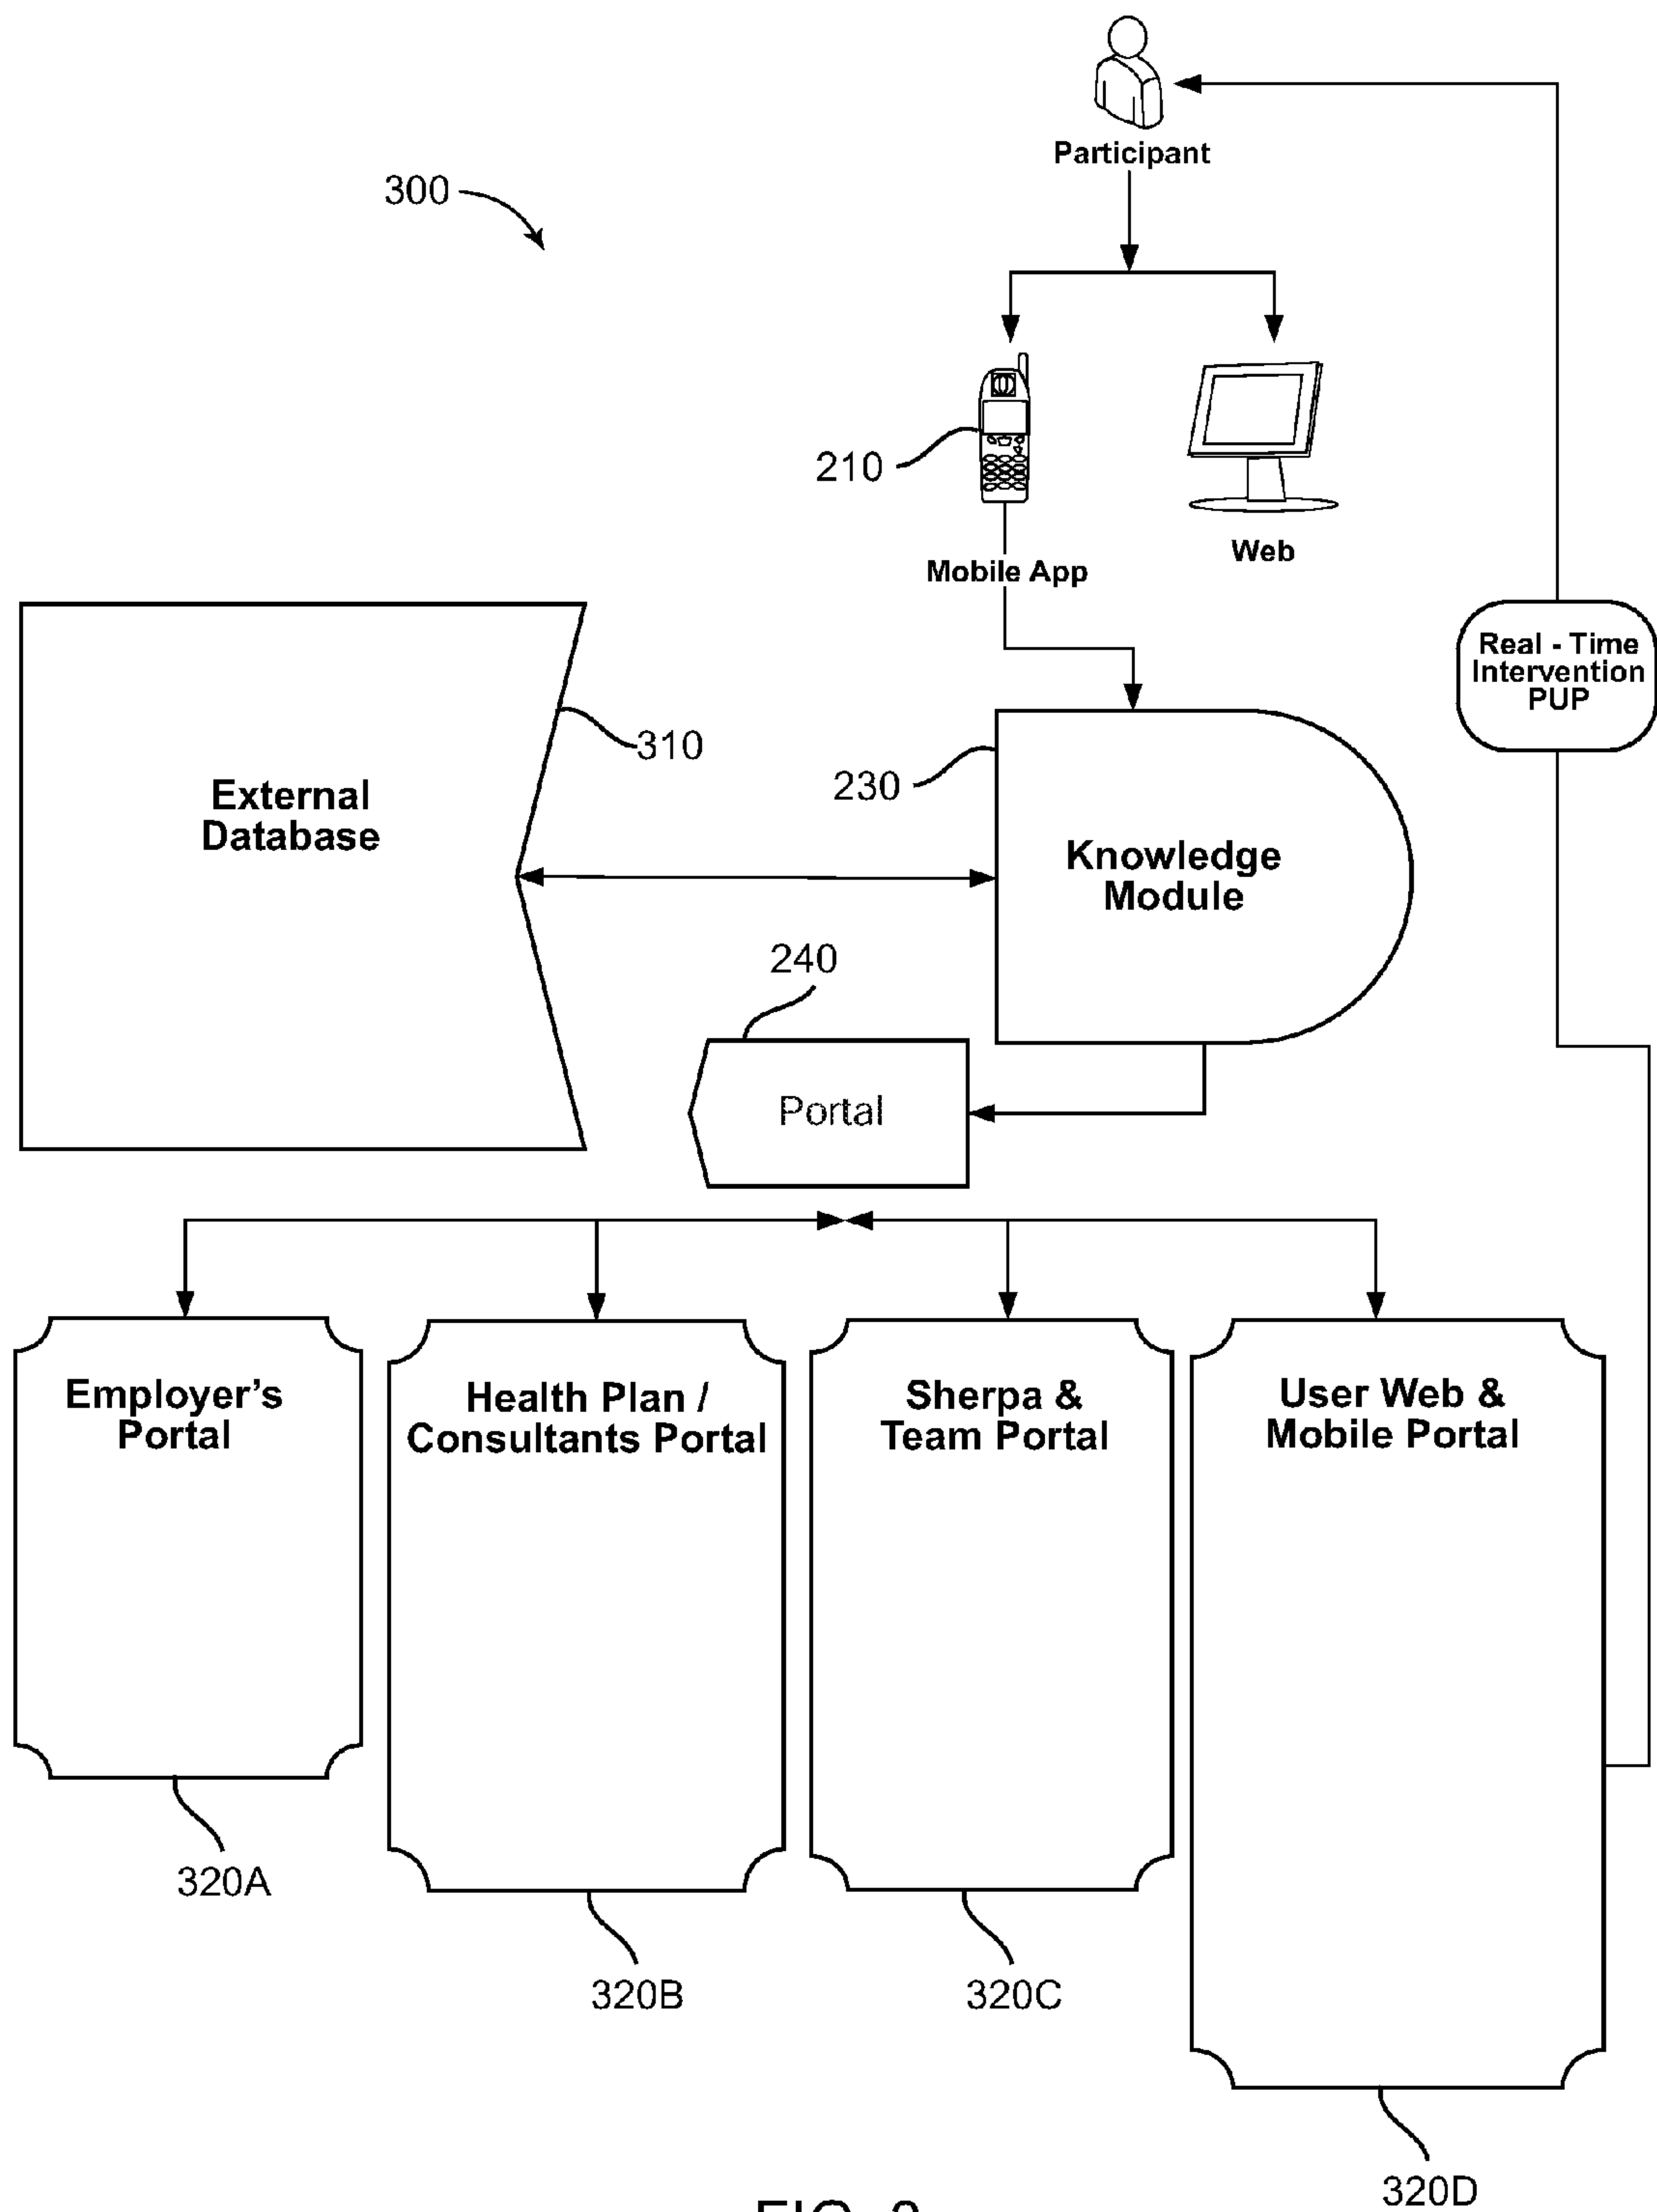 Participant
300
210
Mobile App
Web
Real - Time
Intervention
PUP
310
External
Database
230
Knowledge
Module
240
Portal
Employer's
Portal
Health Plan /
Consultants Portal
Sherpa &
Team Portal
User Web &
Mobile Portal
320A
320B
320C
320D